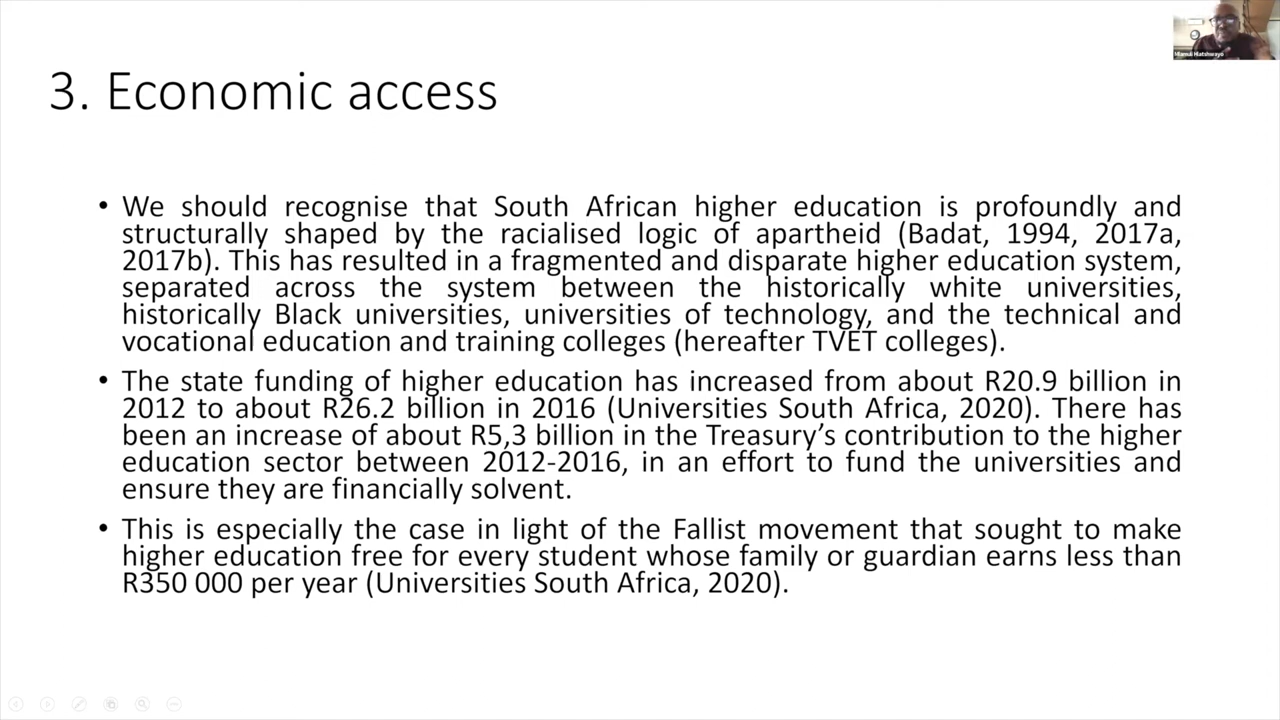 Mlamuli Hlatshwayo
3. Economic access
• We should recognise that South African higher education is profoundly and
structurally shaped by the racialised logic of apartheid (Badat, 1994, 2017a,
2017b). This has resulted in a fragmented and disparate higher education system,
separated across the system between the historically white universities,
historically Black universities, universities of technology, and the technical and
vocational education and training colleges (hereafter TVET colleges).
• The state funding of higher education has increased from about R20.9 billion in
2012 to about R26.2 billion in 2016 (Universities South Africa, 2020). There has
been an increase of about R5,3 billion in the Treasury’s contribution to the higher
education sector between 2012-2016, in an effort to fund the universities and
ensure they are financially solvent.
• This is especially the case in light of the Fallist movement that sought to make
higher education free for every student whose family or guardian earns less than
R350 000 per year (Universities South Africa, 2020).